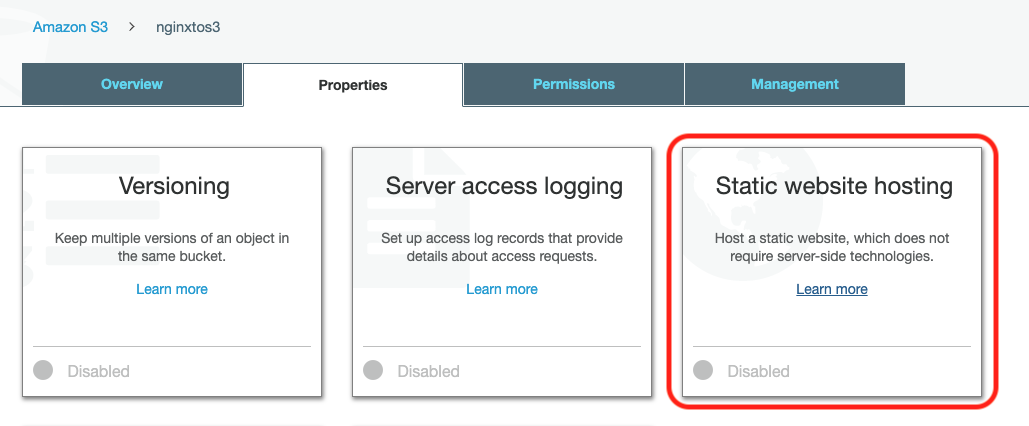 Amazon S3 > nginxtos3
Overview Properties Permissions Management
Versioning
Keep multiple versions of an object in
the same bucket.
Learn more
Disabled
Server access logging
Set up access log records that provide
details about access requests.
Learn more
Disabled
Static website hosting
Host a static website, which does not
require server-side technologies.
Learn more
Disabled